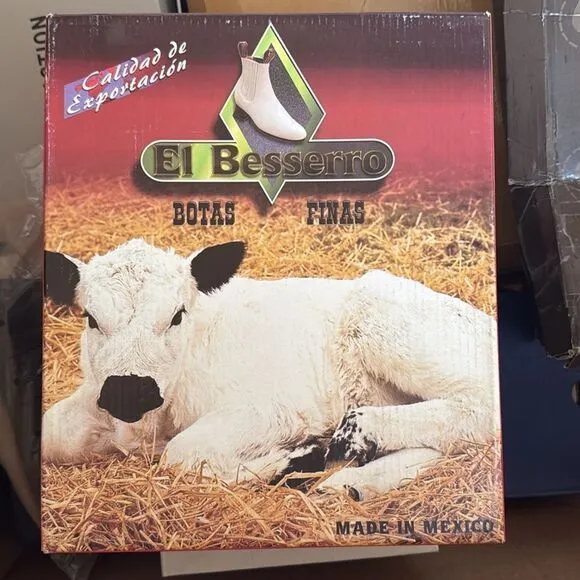 Calidad de
Exportación
El Besserro
BOTAS FINAS
MADE IN MEXICO